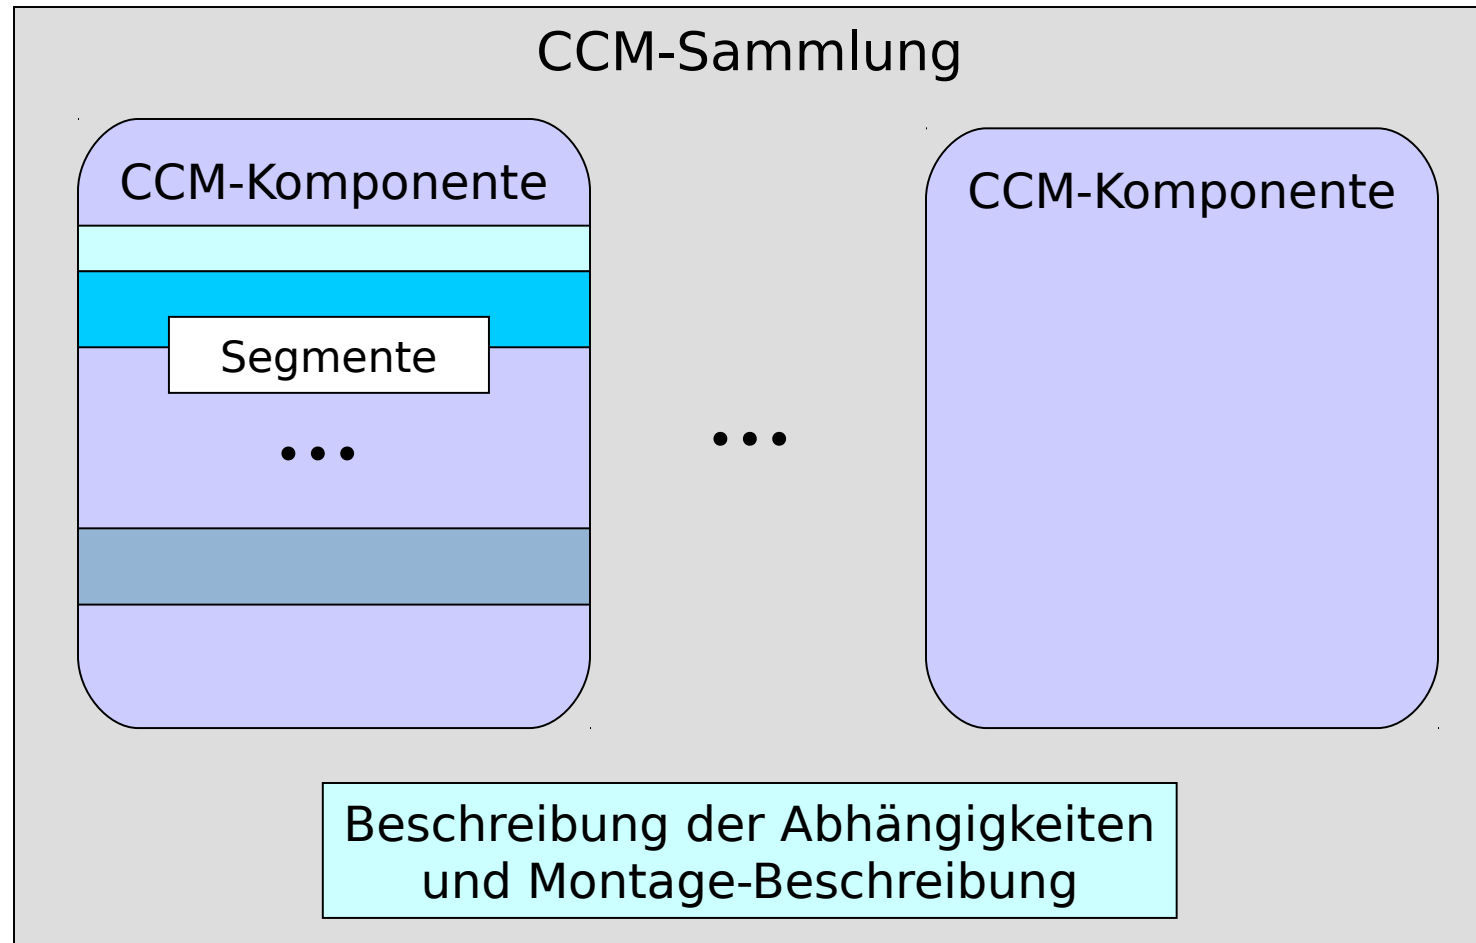 CCM-Sammlung
CCM-Komponente
CCM-Komponente
Segmente
...
...
Beschreibung der Abhängigkeiten
und Montage-Beschreibung